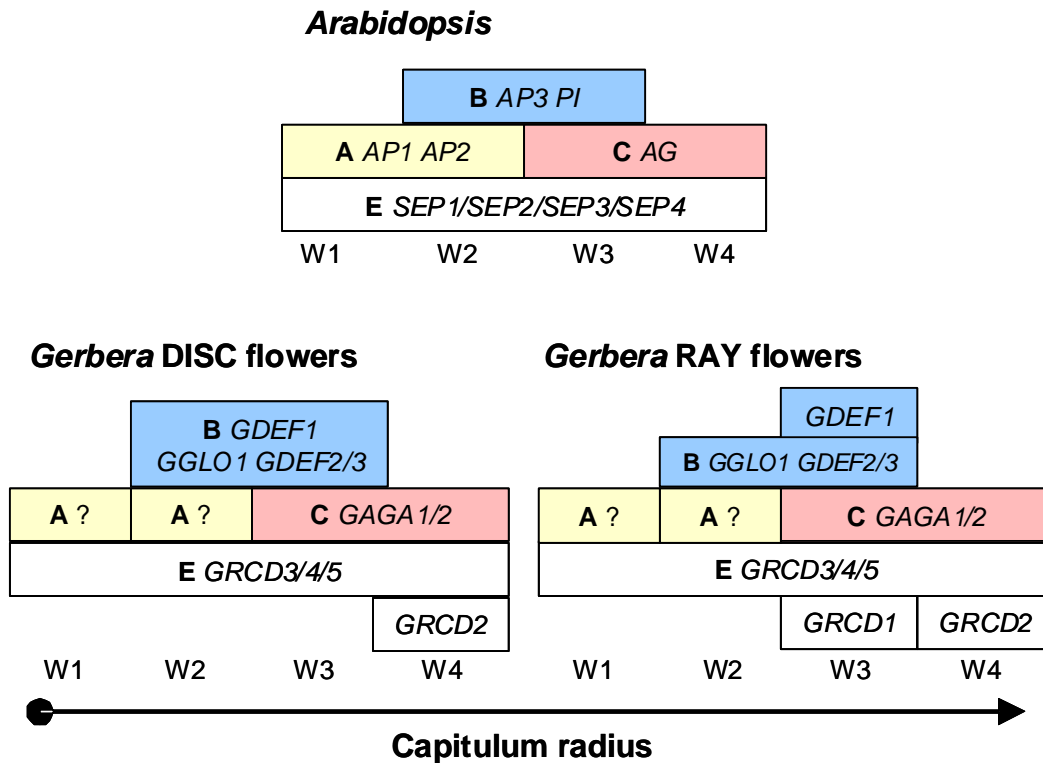 Arabidopsis
B AP3 PI
A AP1 AP2
C AG
E SEP1/SEP2/SEP3/SEP4
W1 W2 W3 W4
Gerbera DISC flowers
B GDEF1
GGLO1 GDEF2/3
A ?
A ?
C GAGA1/2
E GRCD3/4/5
GRCD2
W1 W2 W3 W4
Gerbera RAY flowers
GDEF1
B GGLO1 GDEF2/3
A ?
A ?
C GAGA1/2
E GRCD3/4/5
GRCD1
GRCD2
W1 W2 W3 W4
Capitulum radius